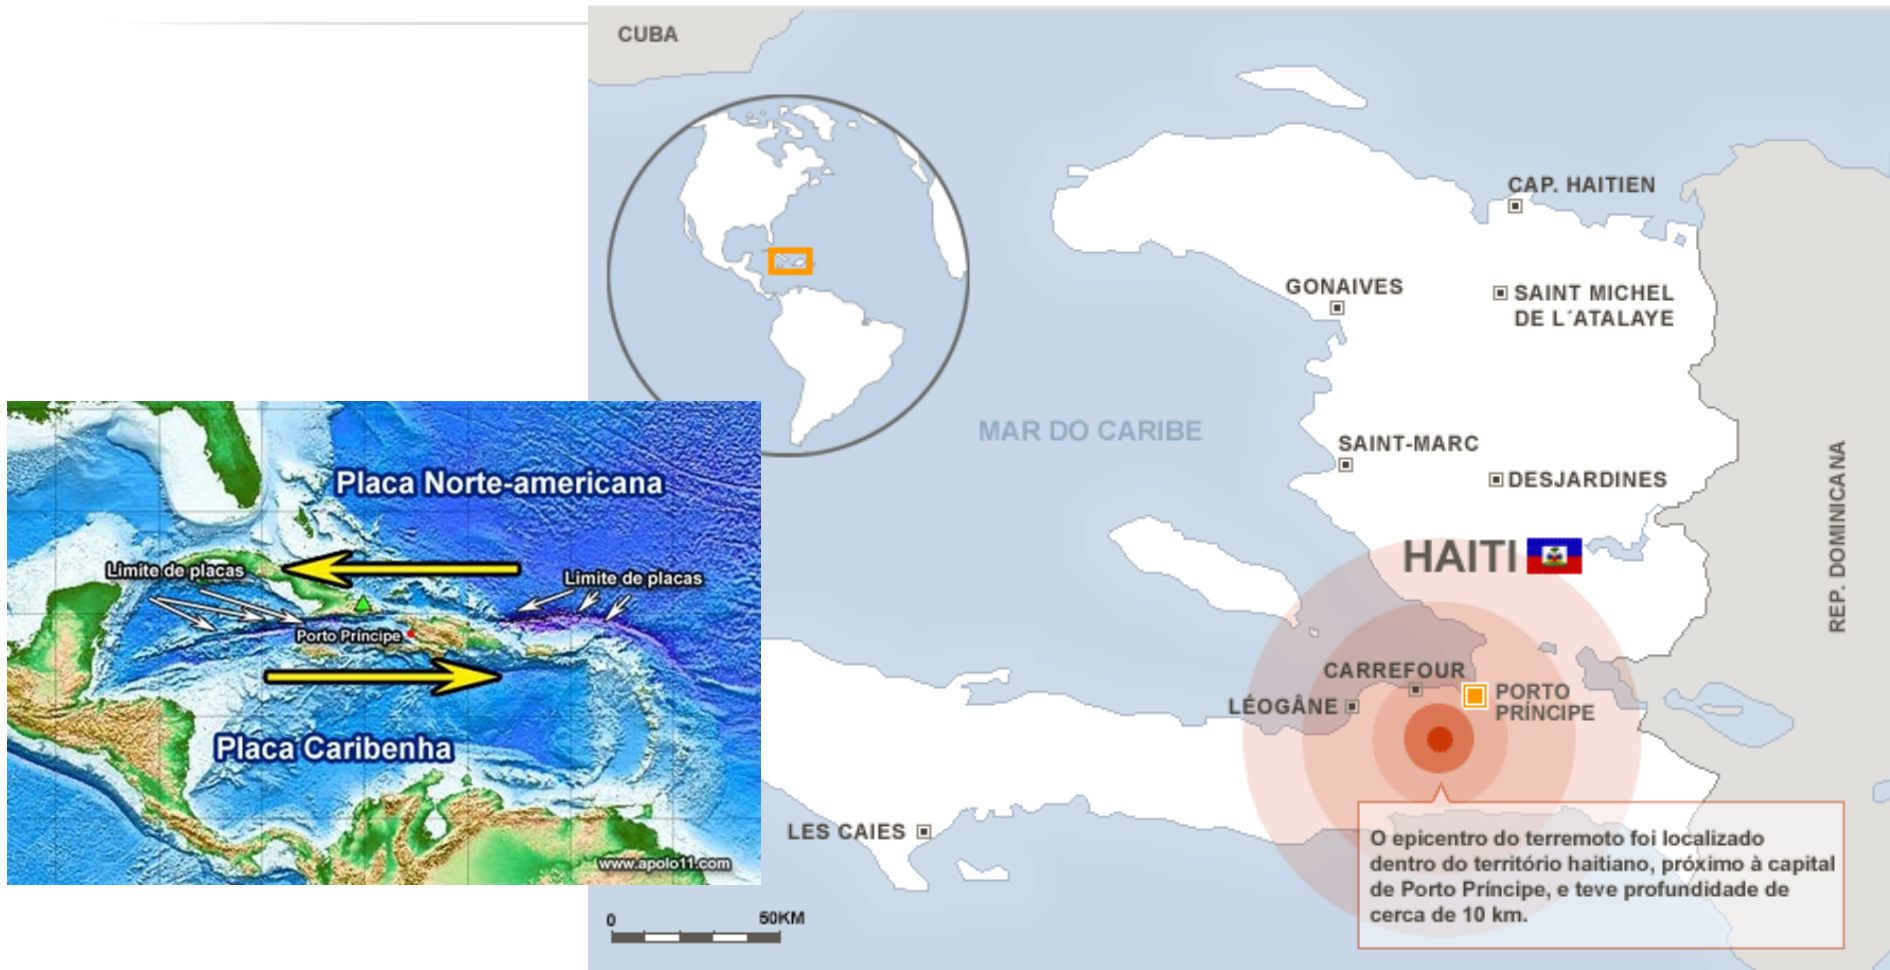 CUBA
CAP. HAITIEN
GONAIVES
SAINT MICHEL
DE L´ATALAYE
MAR DO CARIBE
SAINT-MARC
DESJARDINES
HAITI
REP. DOMINICANA
CARREFOUR
LÉOGÂNE
PORTO
PRÍNCIPE
LES CAIES
O epicentro do terremoto foi localizado
dentro do território haitiano, próximo à capital
de Porto Príncipe, e teve profundidade de
cerca de 10 km.
0 50KM
Placa Norte-americana
Limite de placas
Limite de placas
Porto Príncipe
Placa Caribenha
www.apolo11.com